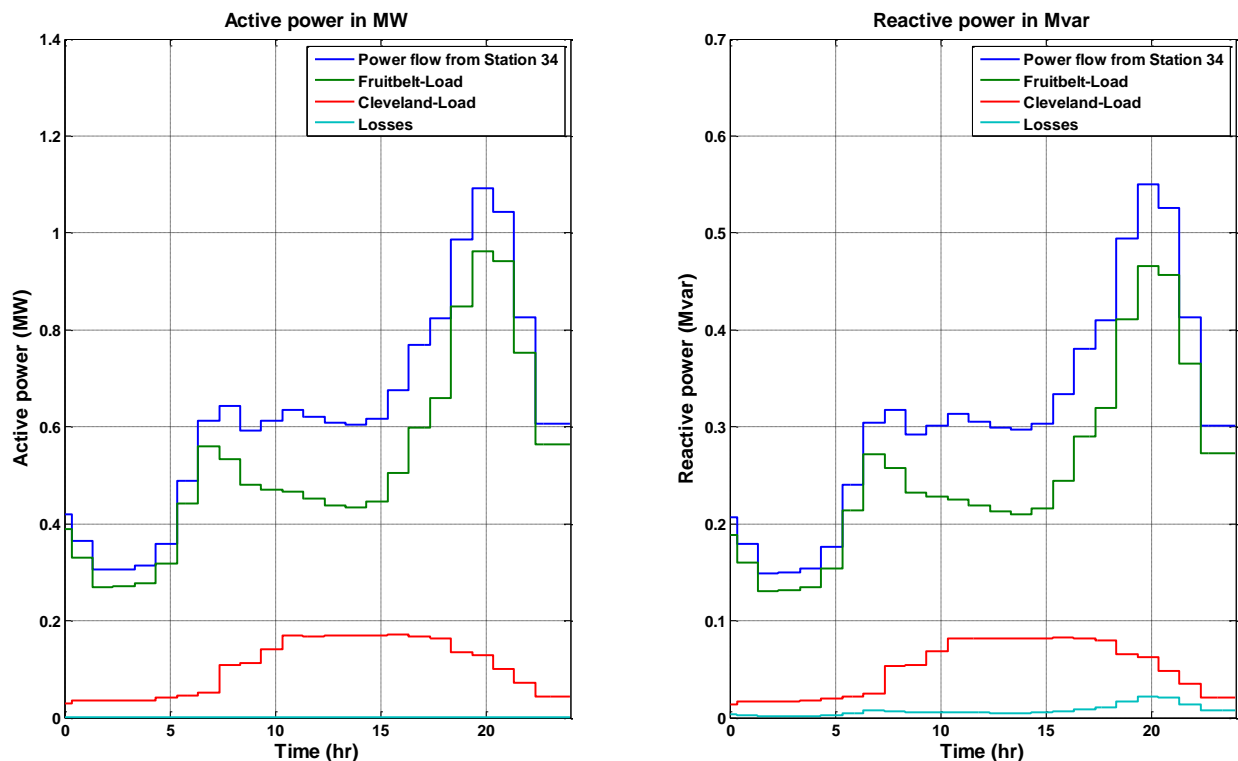 Active power in MW
1.4
1.2
1
0.8
0.6
0.4
0.2
0
Active power (MW)
Power flow from Station 34
Fruitbelt-Load
Cleveland-Load
Losses
0 5 10 15 20
Time (hr)
Reactive power in Mvar
0.7
0.6
0.5
0.4
0.3
0.2
0.1
0
Reactive power (Mvar)
Power flow from Station 34
Fruitbelt-Load
Cleveland-Load
Losses
0 5 10 15 20
Time (hr)